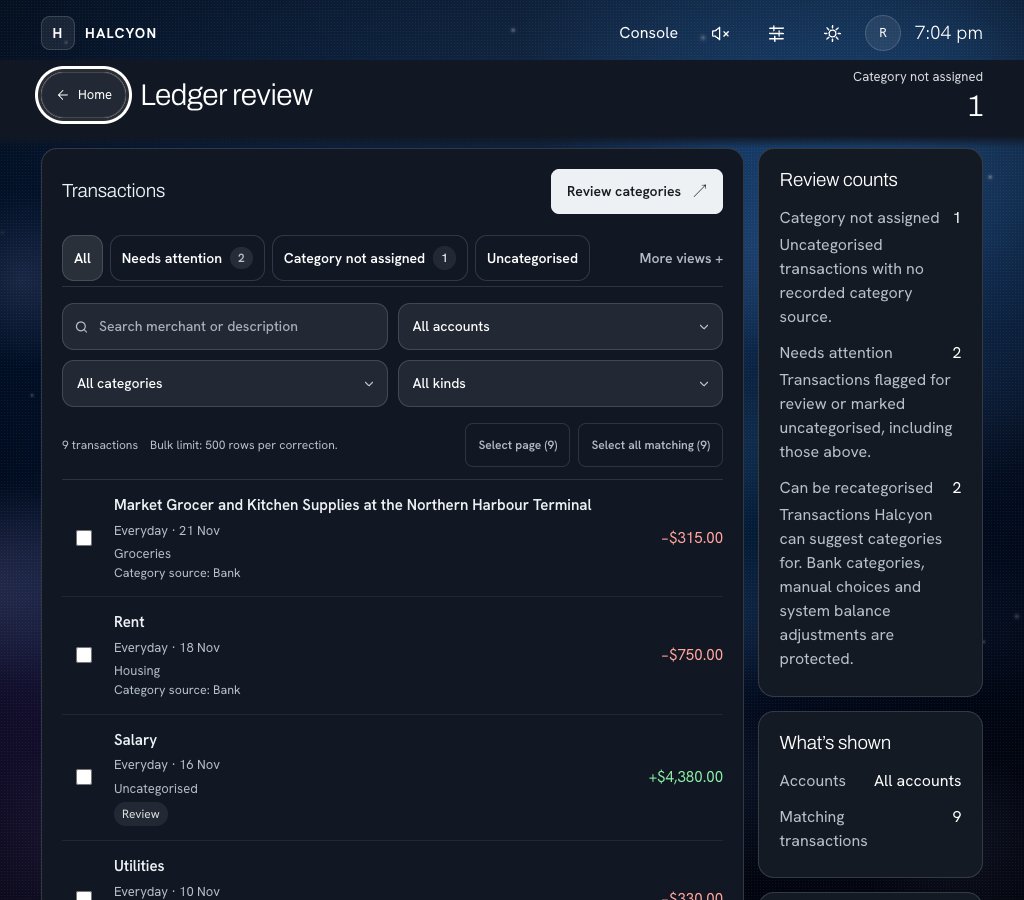 H HALCYON Console R 7:04 pm
Home Ledger review Category not assigned
1
Transactions Review categories
All Needs attention 2 Category not assigned 1 Uncategorised More views +
Search merchant or description All accounts
All categories All kinds
9 transactions Bulk limit: 500 rows per correction. Select page (9) Select all matching (9)
Market Grocer and Kitchen Supplies at the Northern Harbour Terminal
Everyday · 21 Nov
Groceries
Category source: Bank
−$315.00
Rent
Everyday · 18 Nov
Housing
Category source: Bank
−$750.00
Salary
Everyday · 16 Nov
Uncategorised
Review
+$4,380.00
Utilities
Everyday · 10 Nov
−$330.00
Review counts
Category not assigned 1
Uncategorised
transactions with no
recorded category
source.
Needs attention 2
Transactions flagged for
review or marked
uncategorised, including
those above.
Can be recategorised 2
Transactions Halcyon
can suggest categories
for. Bank categories,
manual choices and
system balance
adjustments are
protected.
What's shown
Accounts All accounts
Matching 9
transactions